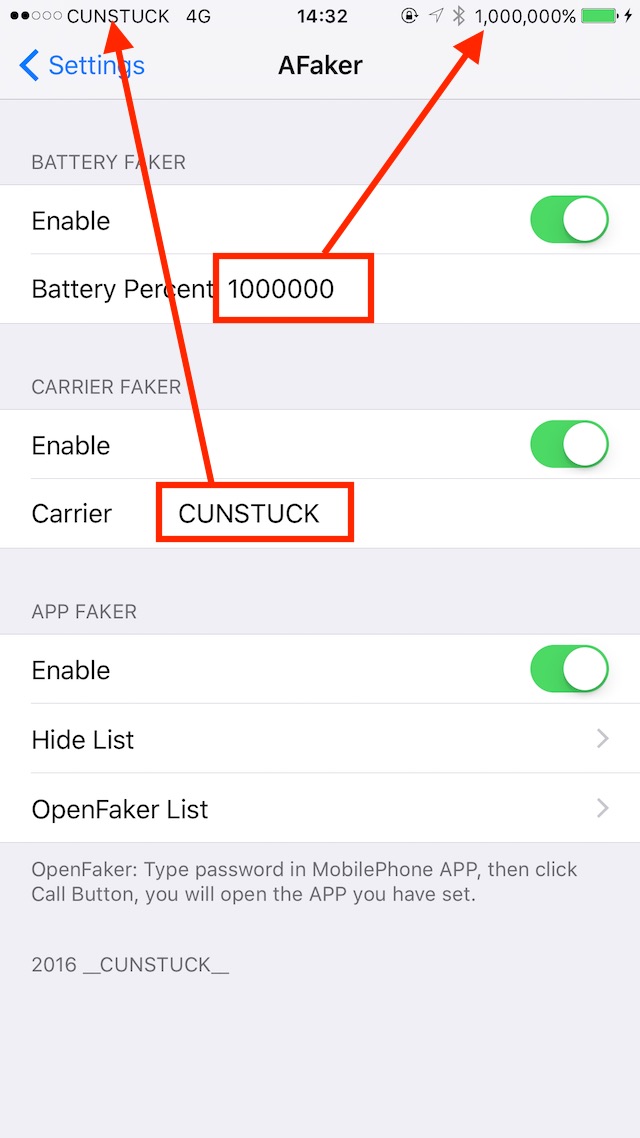 CUNSTUCK 4G 14:32 1,000,000%
Settings AFaker
BATTERY FAKER
Enable
Battery Percent 1000000
CARRIER FAKER
Enable
Carrier CUNSTUCK
APP FAKER
Enable
Hide List
OpenFaker List
OpenFaker: Type password in MobilePhone APP, then click
Call Button, you will open the APP you have set.
2016 __CUNSTUCK__